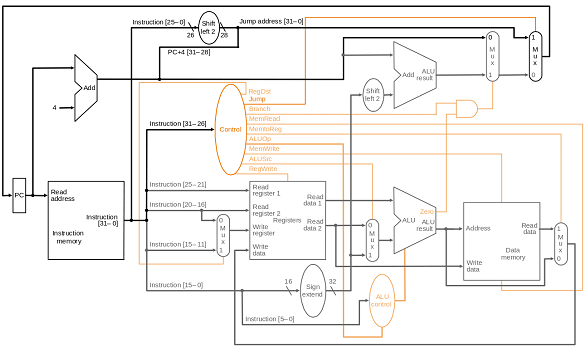 Instruction [25–0]
Shift
left 2
Jump address [31–0]
26
28
PC+4 [31–28]
0
M
u
x
1
1
M
u
x
0
Add
4
Add
ALU
result
Shift
left 2
RegDst
Jump
Branch
MemRead
MemtoReg
ALUOp
MemWrite
ALUSrc
RegWrite
Instruction [31–26]
Control
PC
Read
address
Instruction
[31–0]
Instruction
memory
Instruction [25–21]
Instruction [20–16]
Instruction [15–11]
0
M
u
x
1
Read
register 1
Read
register 2
Write
register
Write
data
Registers
Read
data 1
Read
data 2
0
M
u
x
1
Zero
ALU
ALU
result
Address
Write
data
Data
memory
Read
data
1
M
u
x
0
Instruction [15–0]
16
Sign
extend
32
ALU
control
Instruction [5–0]